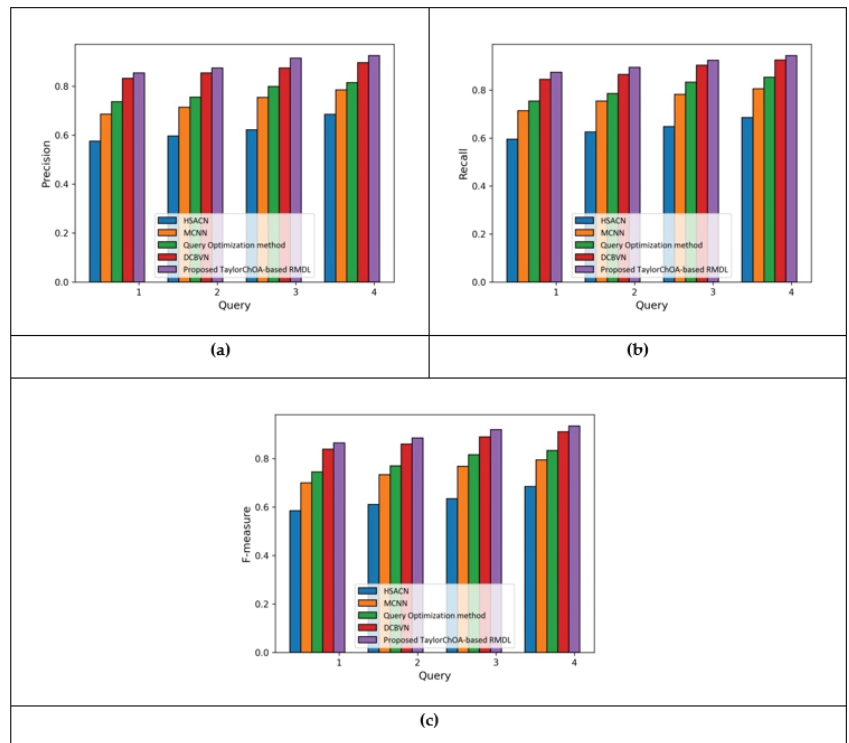 Precision
0.8
0.6
0.4
0.2
0.0
HSACN
MCNN
Query Optimization method
DCBVN
Proposed TaylorChOA-based RMDL
1 2 3 4
Query
(a)
Recall
0.8
0.6
0.4
0.2
0.0
HSACN
MCNN
Query Optimization method
DCBVN
Proposed TaylorChOA-based RMDL
1 2 3 4
Query
(b)
F-measure
0.8
0.6
0.4
0.2
0.0
HSACN
MCNN
Query Optimization method
DCBVN
Proposed TaylorChOA-based RMDL
1 2 3 4
Query
(c)